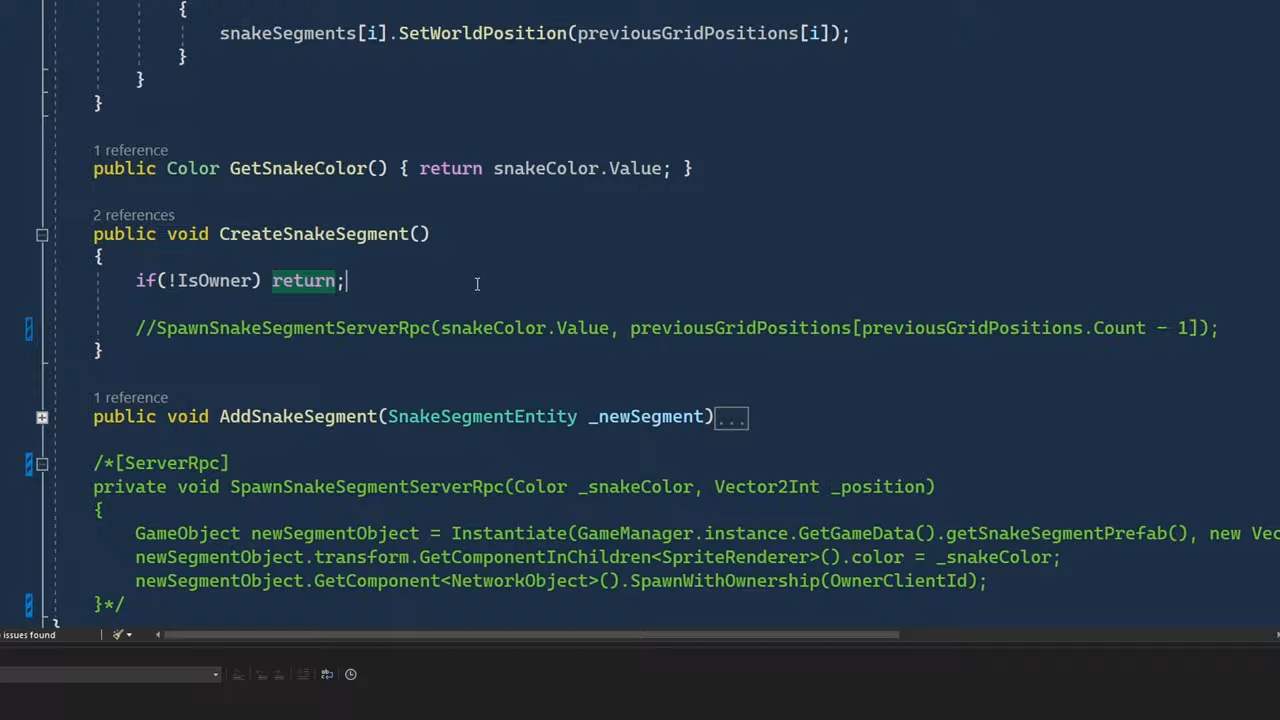 {
snakeSegments[i].SetWorldPosition(previousGridPositions[i]);
}
}
}
1 reference
public Color GetSnakeColor() { return snakeColor.Value; }
2 references
public void CreateSnakeSegment()
{
if(!IsOwner) return;
//SpawnSnakeSegmentServerRpc(snakeColor.Value, previousGridPositions[previousGridPositions.Count - 1]);
}
1 reference
public void AddSnakeSegment(SnakeSegmentEntity _newSegment)...
/*[ServerRpc]
private void SpawnSnakeSegmentServerRpc(Color _snakeColor, Vector2Int _position)
{
GameObject newSegmentObject = Instantiate(GameManager.instance.GetGameData().getSnakeSegmentPrefab(), new Vec
newSegmentObject.transform.GetComponentInChildren<SpriteRenderer>().color = _snakeColor;
newSegmentObject.GetComponent<NetworkObject>().SpawnWithOwnership(OwnerClientId);
}*/
}
issues found